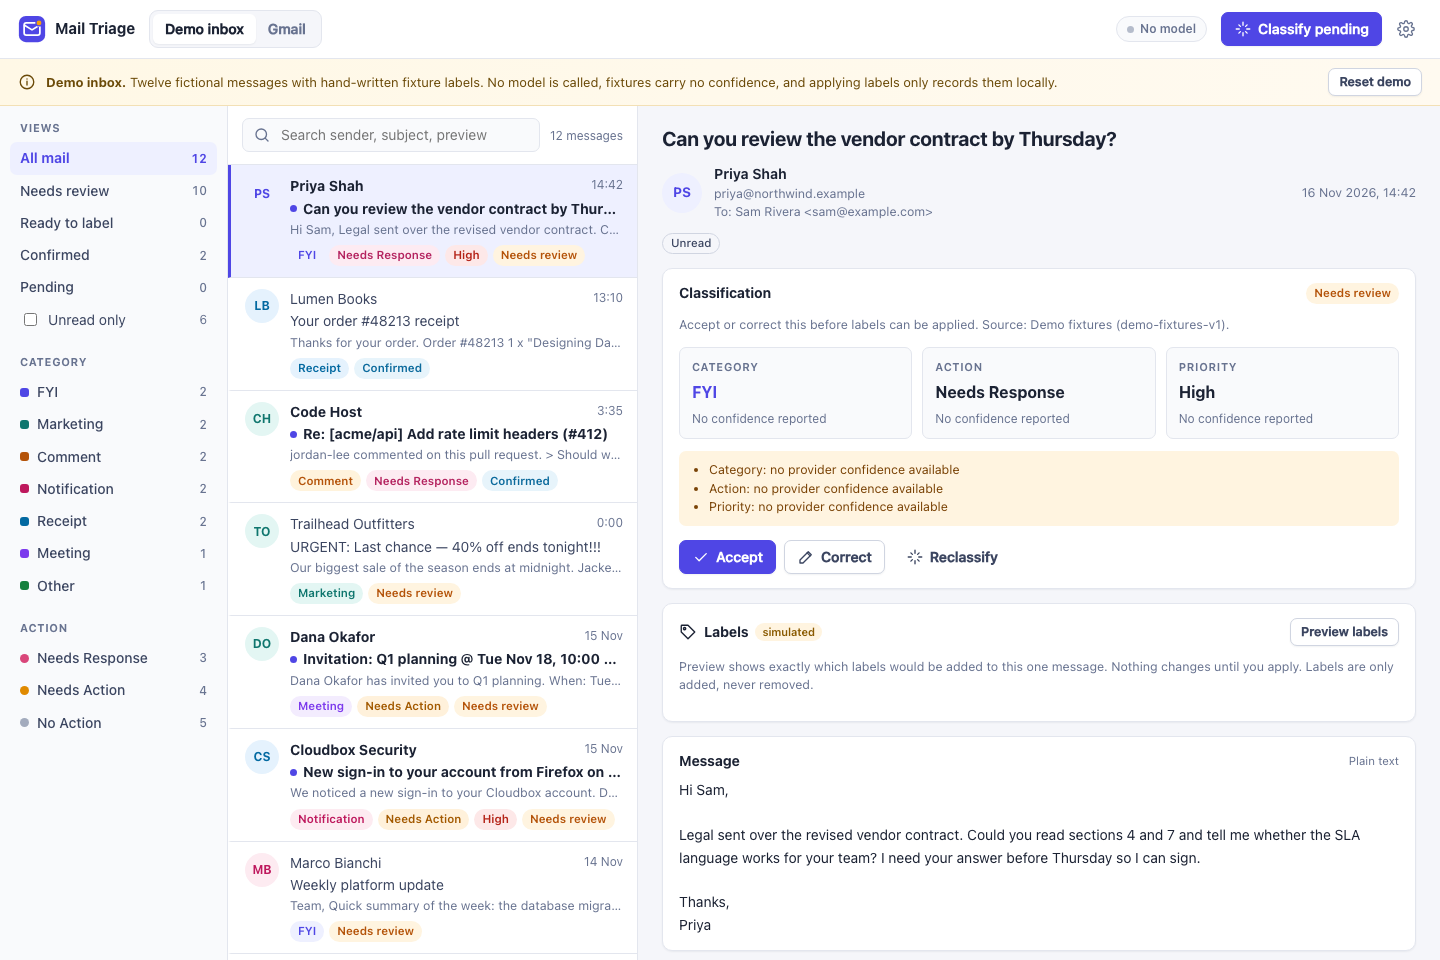 Mail Triage
Demo inbox
Gmail
No model
Classify pending
Demo inbox. Twelve fictional messages with hand-written fixture labels. No model is called, fixtures carry no confidence, and applying labels only records them locally.
Reset demo
VIEWS
All mail 12
Needs review 10
Ready to label 0
Confirmed 2
Pending 0
Unread only 6
CATEGORY
FYI 2
Marketing 2
Comment 2
Notification 2
Receipt 2
Meeting 1
Other 1
ACTION
Needs Response 3
Needs Action 4
No Action 5
Search sender, subject, preview
12 messages
PS
Priya Shah 14:42
Can you review the vendor contract by Thur...
Hi Sam, Legal sent over the revised vendor contract. C...
FYI Needs Response High Needs review
LB
Lumen Books 13:10
Your order #48213 receipt
Thanks for your order. Order #48213 1 x "Designing Da...
Receipt Confirmed
CH
Code Host 3:35
Re: [acme/api] Add rate limit headers (#412)
jordan-lee commented on this pull request. > Should w...
Comment Needs Response Confirmed
TO
Trailhead Outfitters 0:00
URGENT: Last chance — 40% off ends tonight!!!
Our biggest sale of the season ends at midnight. Jacke...
Marketing Needs review
DO
Dana Okafor 15 Nov
Invitation: Q1 planning @ Tue Nov 18, 10:00 ...
Dana Okafor has invited you to Q1 planning. When: Tue...
Meeting Needs Action Needs review
CS
Cloudbox Security 15 Nov
New sign-in to your account from Firefox on ...
We noticed a new sign-in to your Cloudbox account. D...
Notification Needs Action High Needs review
MB
Marco Bianchi 14 Nov
Weekly platform update
Team, Quick summary of the week: the database migra...
FYI Needs review
Can you review the vendor contract by Thursday?
PS
Priya Shah
priya@northwind.example
To: Sam Rivera <sam@example.com>
16 Nov 2026, 14:42
Unread
Classification
Needs review
Accept or correct this before labels can be applied. Source: Demo fixtures (demo-fixtures-v1).
CATEGORY
FYI
No confidence reported
ACTION
Needs Response
No confidence reported
PRIORITY
High
No confidence reported
• Category: no provider confidence available
• Action: no provider confidence available
• Priority: no provider confidence available
Accept
Correct
Reclassify
Labels simulated
Preview labels
Preview shows exactly which labels would be added to this one message. Nothing changes until you apply. Labels are only
added, never removed.
Message
Plain text
Hi Sam,
Legal sent over the revised vendor contract. Could you read sections 4 and 7 and tell me whether the SLA
language works for your team? I need your answer before Thursday so I can sign.
Thanks,
Priya